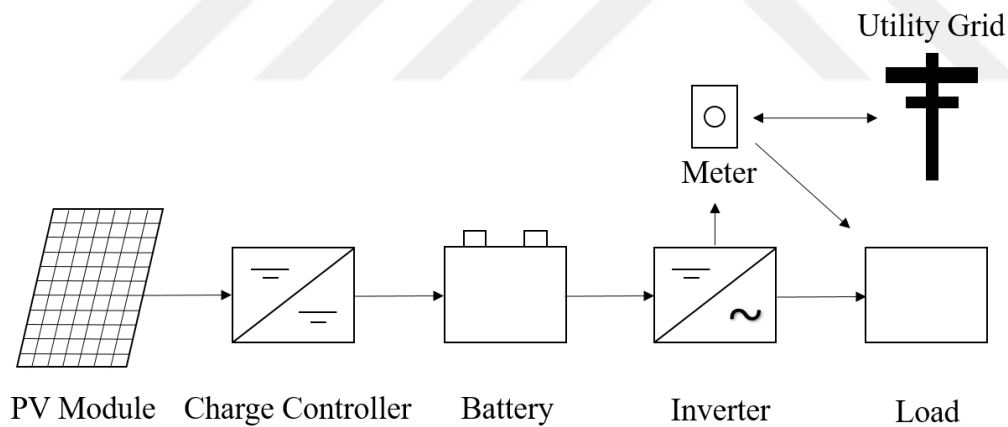 Utility Grid
Meter
PV Module
Charge Controller
Battery
Inverter
Load